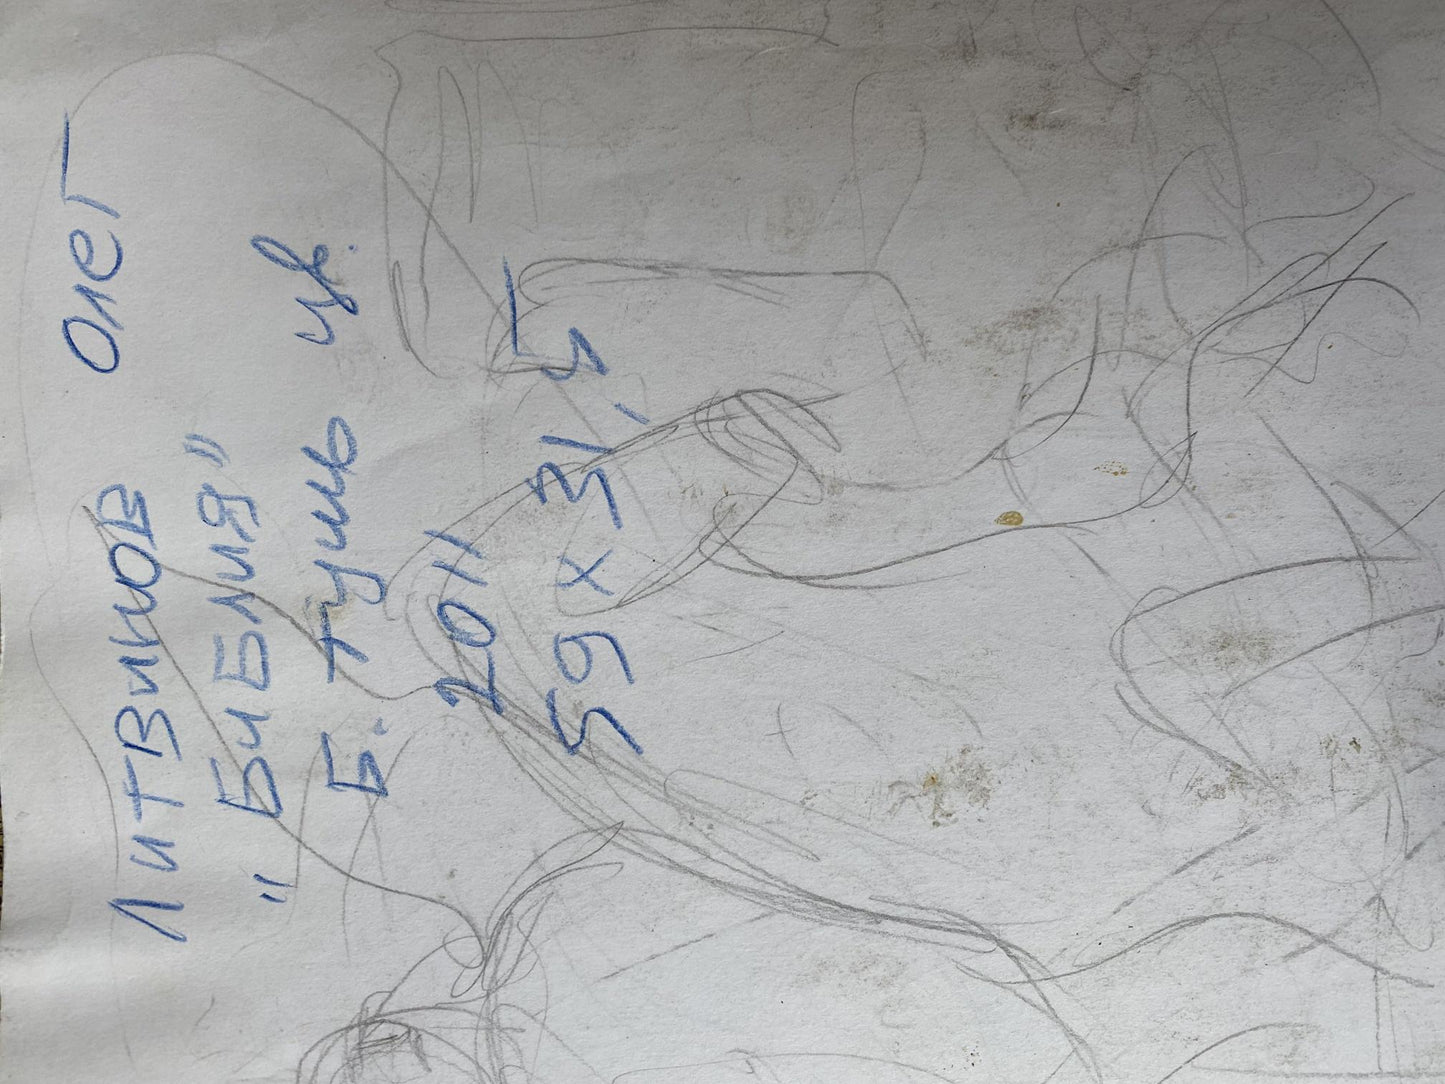 ЛИТВИНОВ ОЛЕГ
"БИБЛИЯ"
Б. ТУШЬ ЦВ.
2011
59 х 31,5